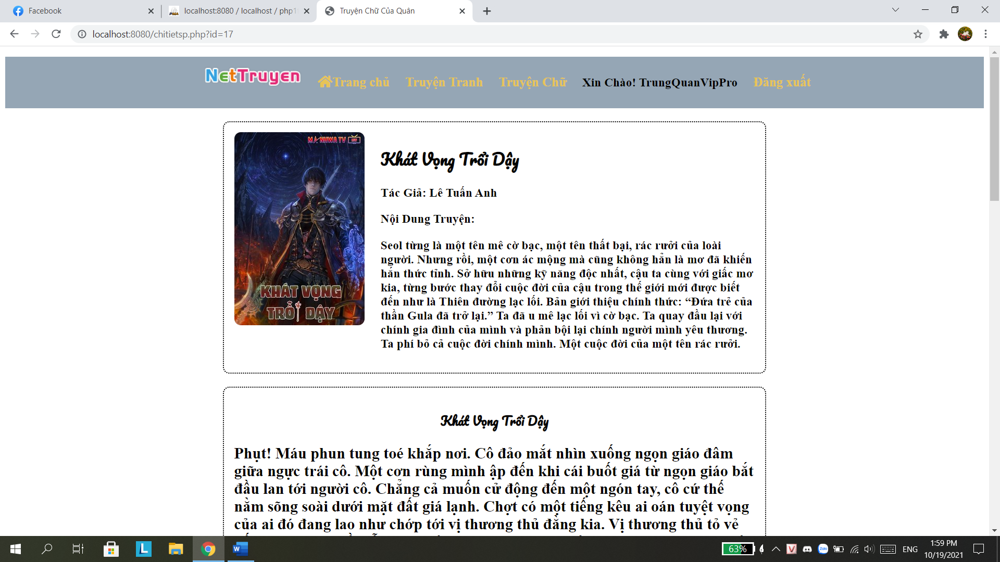 Facebook
localhost:8080 / localhost / php1
Truyện Chữ Của Quân
localhost:8080/chitietsp.php?id=17
NetTruyen
Trang chủ
Truyện Tranh
Truyện Chữ
Xin Chào! TrungQuanVipPro
Đăng xuất
MANHWA TV
MW
KHÁT VỌNG
TRỖI DẬY
Khát Vọng Trổi Dậy
Tác Giả: Lê Tuấn Anh
Nội Dung Truyện:
Seol từng là một tên mê cờ bạc, một tên thất bại, rác rưởi của loài
người. Nhưng rồi, một cơn ác mộng mà cũng không hẳn là mơ đã khiến
hắn thức tỉnh. Sở hữu những kỹ năng độc nhất, cậu ta cùng với giấc mơ
kia, từng bước thay đổi cuộc đời của cậu trong thế giới mới được biết
đến như là Thiên đường lạc lối. Bản giới thiệu chính thức: “Đứa trẻ của
thần Gula đã trở lại.” Ta đã u mê lạc lối vì cờ bạc. Ta quay đầu lại với
chính gia đình của mình và phản bội lại chính người mình yêu thương.
Ta phí bỏ cả cuộc đời chính mình. Một cuộc đời của một tên rác rưởi.
Khát Vọng Trổi Dậy
Phụt! Máu phun tung toé khắp nơi. Cô đảo mắt nhìn xuống ngọn giáo đâm
giữa ngực trái cô. Một cơn rùng mình ập đến khi cái buốt giá từ ngọn giáo bắt
đầu lan tới người cô. Chẳng cả muốn cử động đến một ngón tay, cô cứ thế
nằm sõng soài dưới mặt đất giá lạnh. Chợt có một tiếng kêu ai oán tuyệt vọng
của ai đó đang lao như chớp tới vị thương thủ đằng kia. Vị thương thủ tỏ vẻ
63%
ENG
1:59 PM
10/19/2021